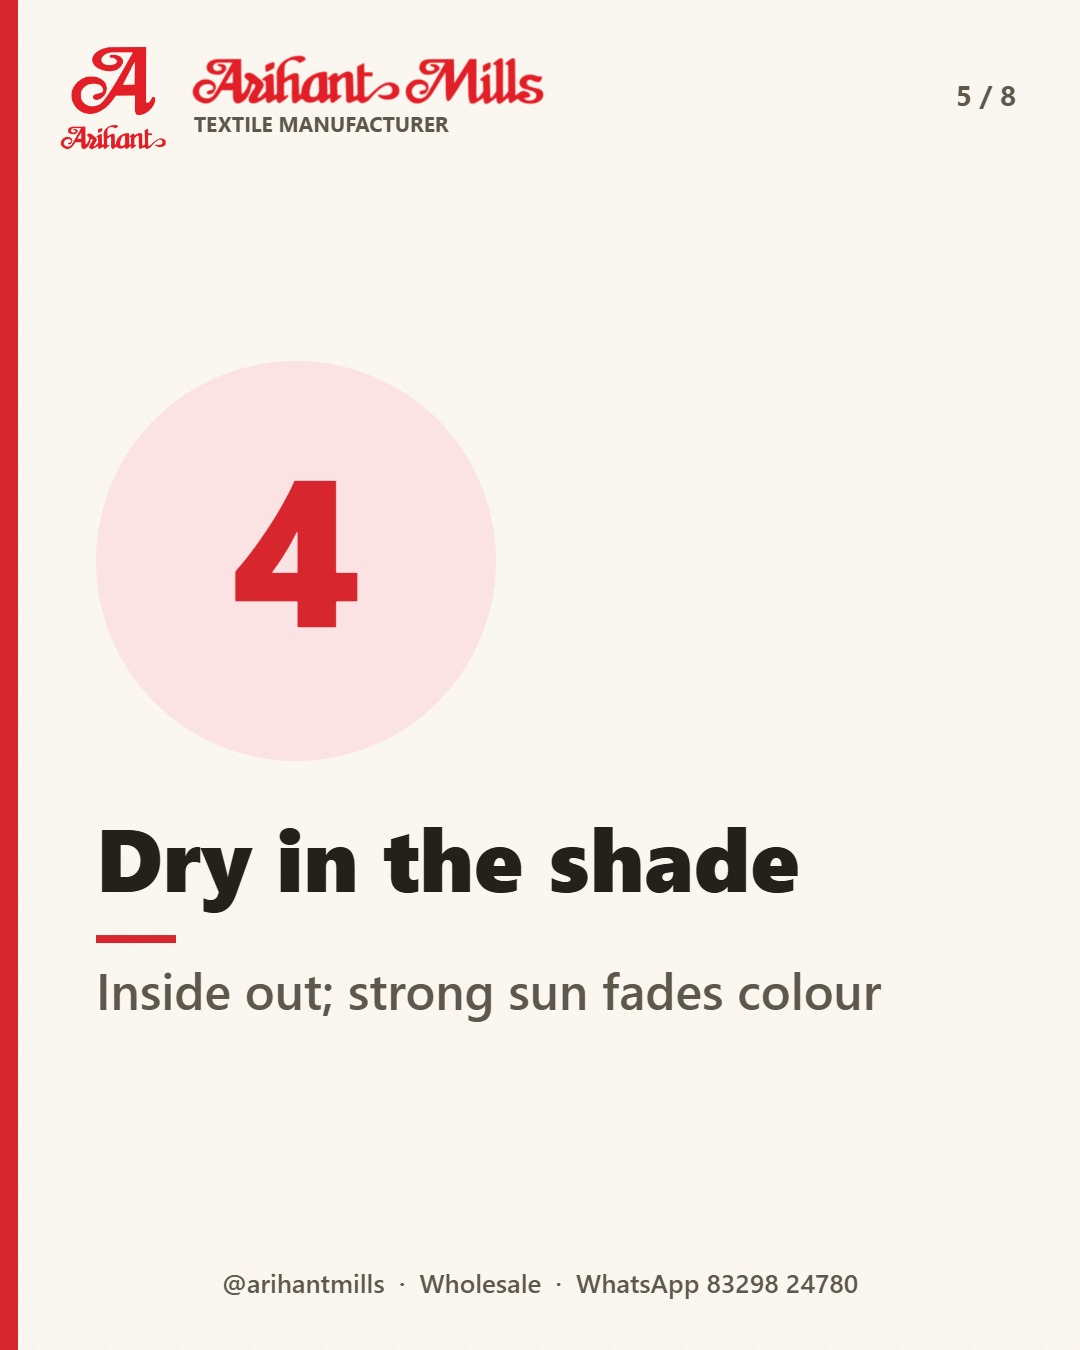 A
Arihant
Arihant Mills
TEXTILE MANUFACTURER
5 / 8
4
Dry in the shade
Inside out; strong sun fades colour
@arihantmills · Wholesale · WhatsApp 83298 24780